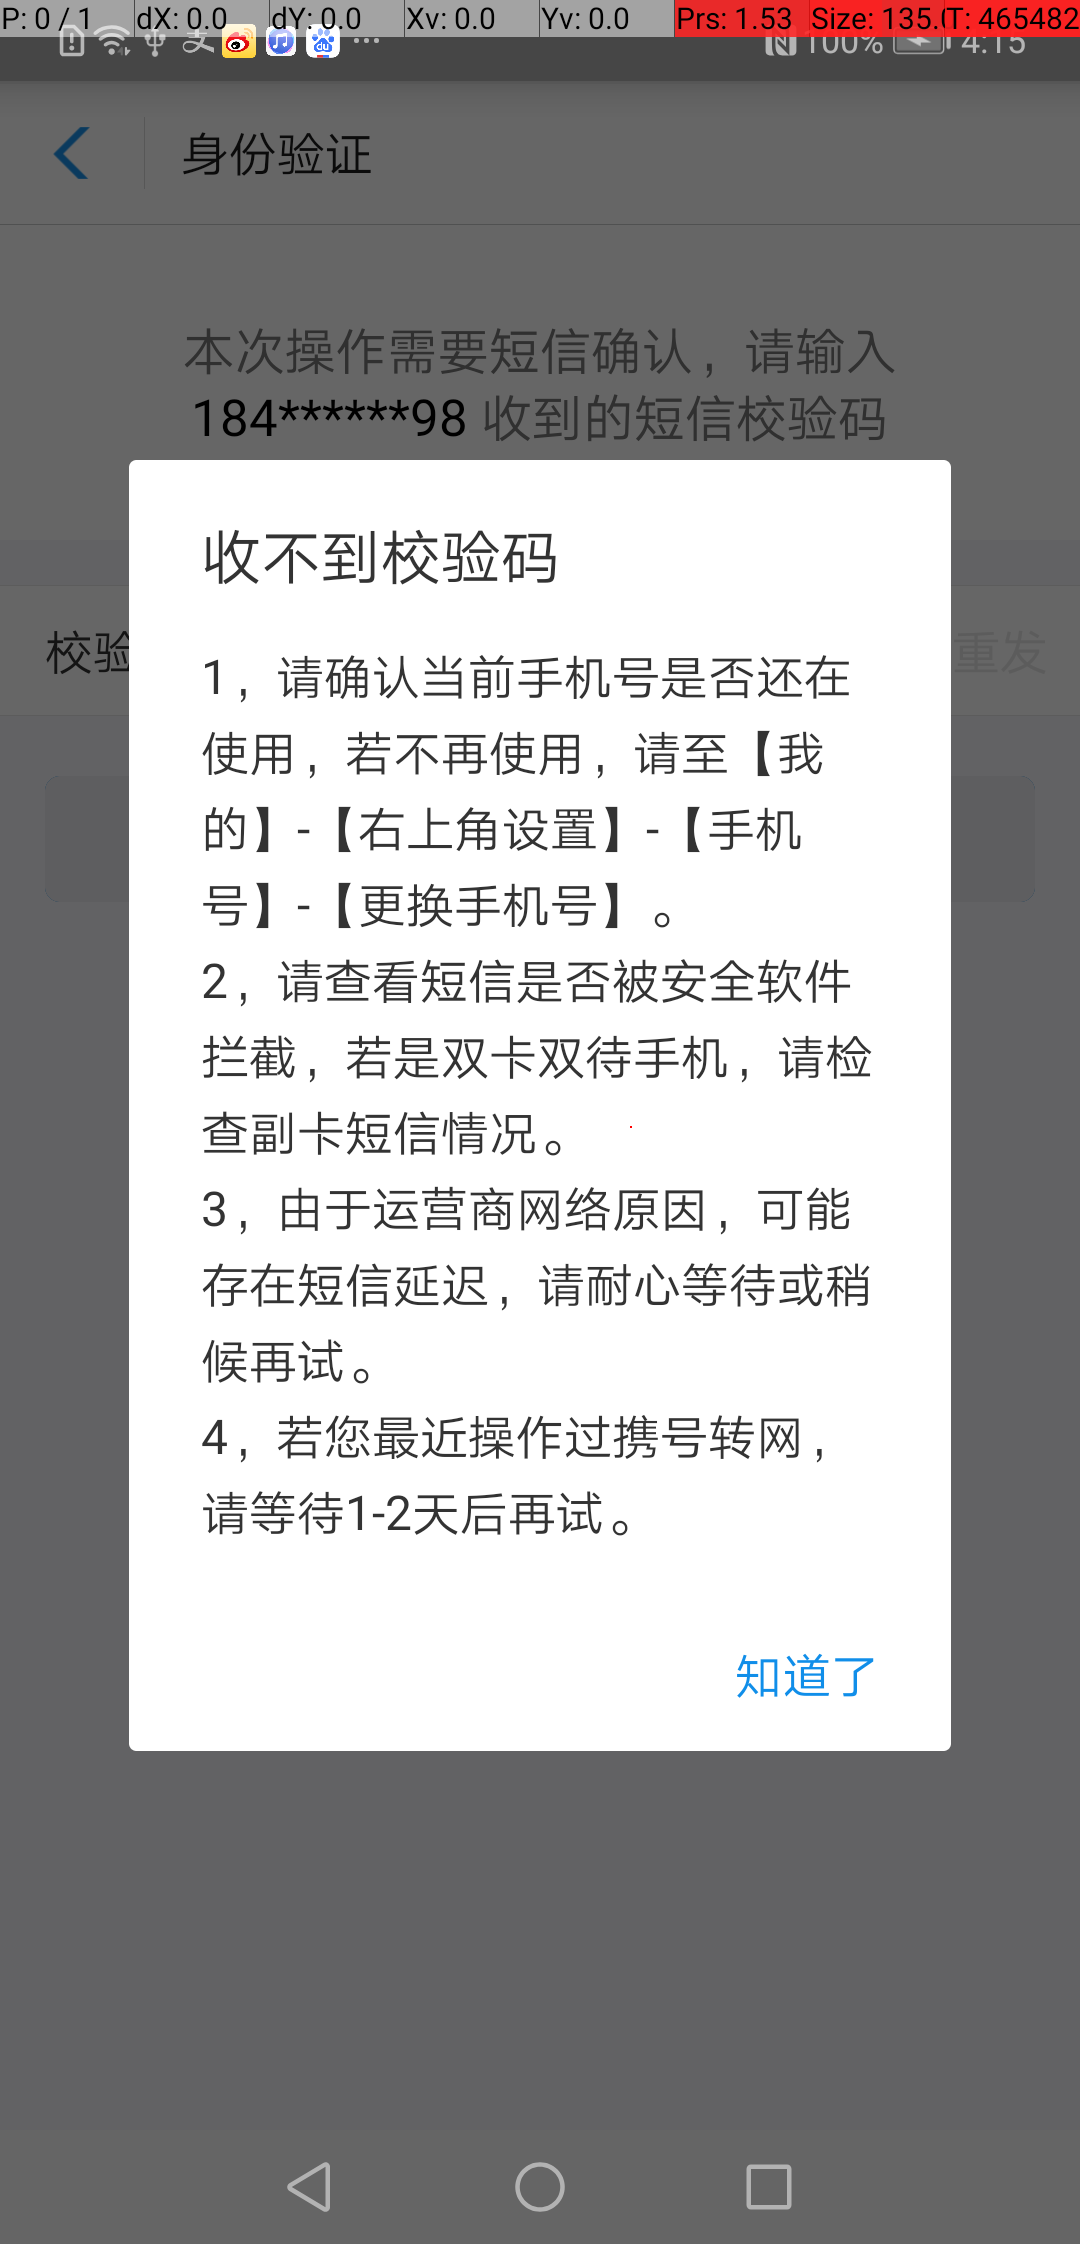 P: 0 / 1 dX: 0.0 dY: 0.0 Xv: 0.0 Yv: 0.0 Prs: 1.53 Size: 135.0 T: 465482
100% 4:15
身份验证
本次操作需要短信确认，请输入
184******98 收到的短信校验码
收不到校验码
校验
重发
1，请确认当前手机号是否还在
使用，若不再使用，请至【我
的】-【右上角设置】-【手机
号】-【更换手机号】。
2，请查看短信是否被安全软件
拦截，若是双卡双待手机，请检
查副卡短信情况。
3，由于运营商网络原因，可能
存在短信延迟，请耐心等待或稍
候再试。
4，若您最近操作过携号转网，
请等待1-2天后再试。
知道了